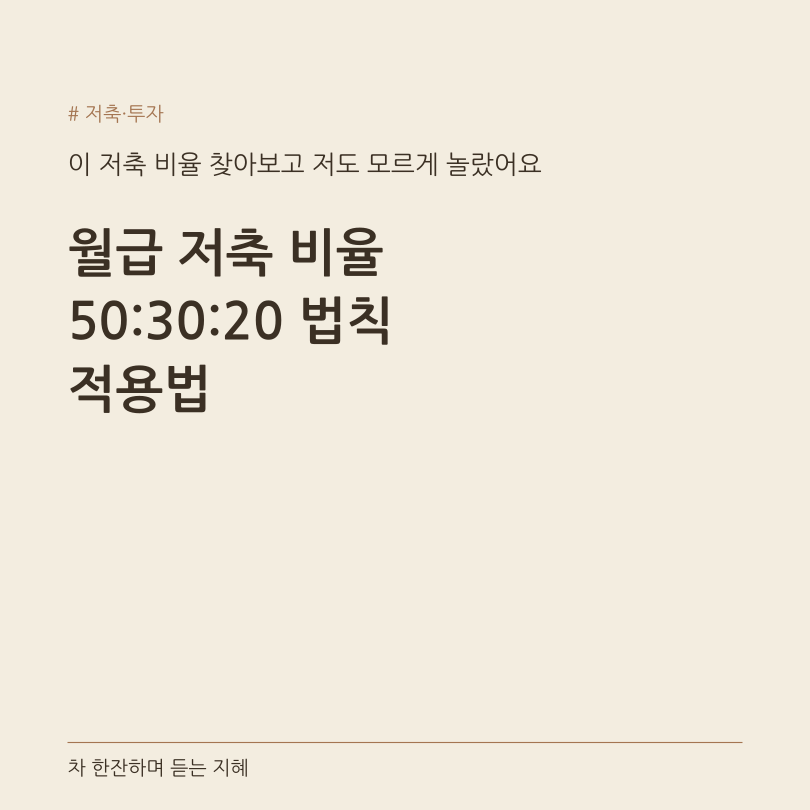 # 저축·투자
이 저축 비율 찾아보고 저도 모르게 놀랐어요
월급 저축 비율
50:30:20 법칙
적용법
차 한잔하며 듣는 지혜